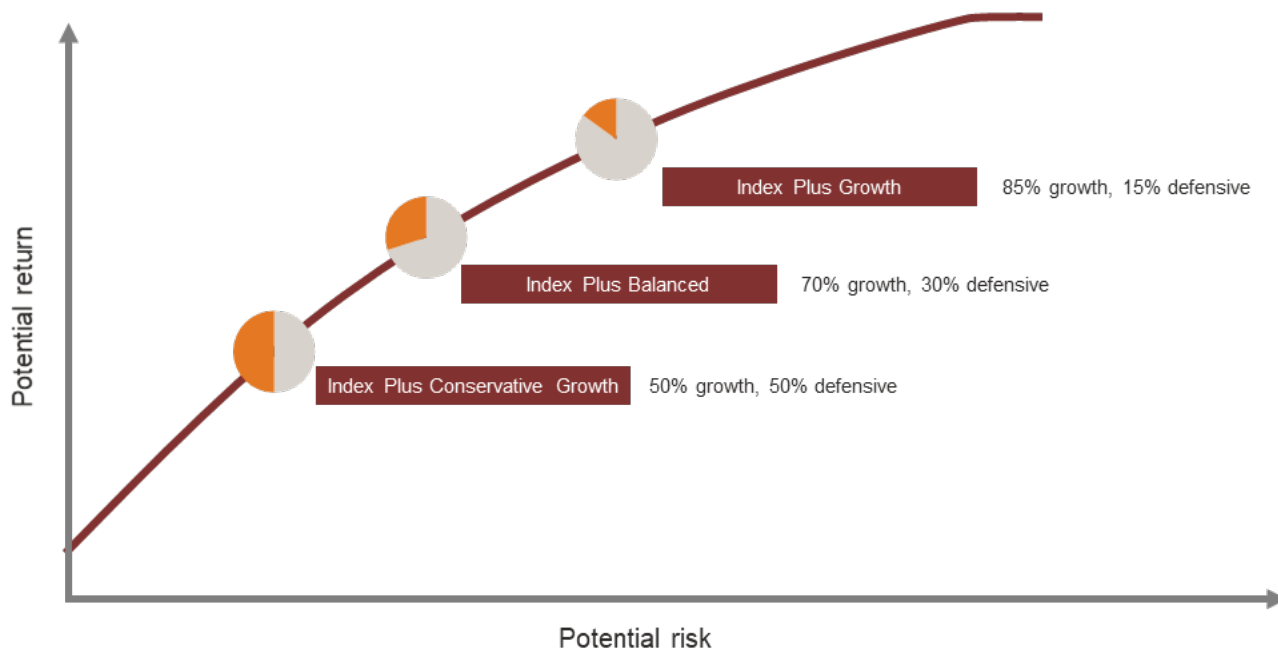 Potential return
Index Plus Growth
85% growth, 15% defensive
Index Plus Balanced
70% growth, 30% defensive
Index Plus Conservative Growth
50% growth, 50% defensive
Potential risk